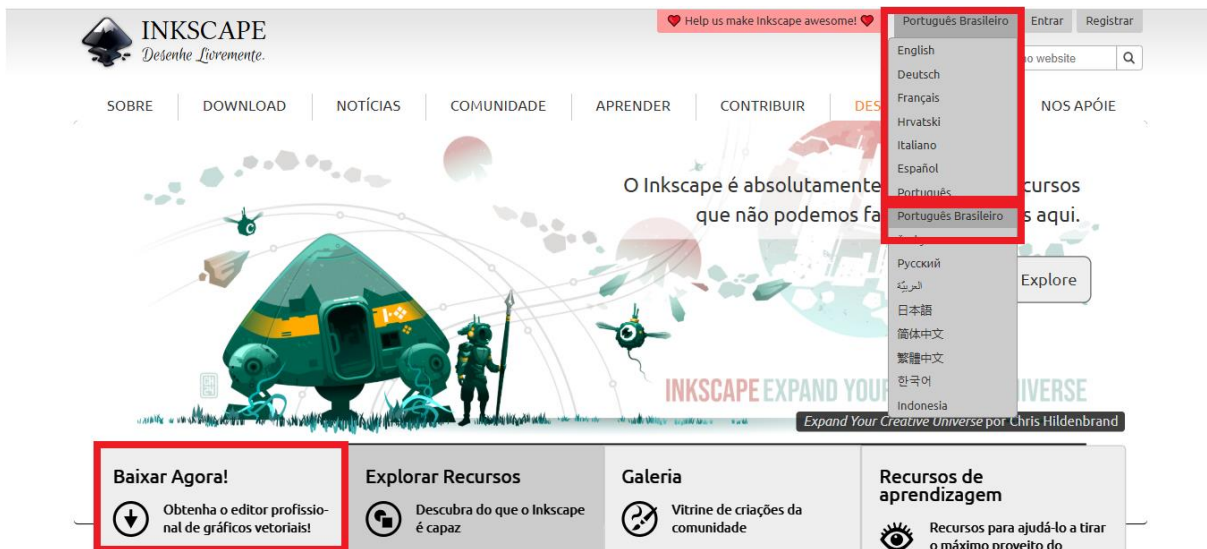 INKSCAPE
Desenhe Livremente.
Help us make Inkscape awesome!
Português Brasileiro
Entrar
Registrar
no website
SOBRE
DOWNLOAD
NOTÍCIAS
COMUNIDADE
APRENDER
CONTRIBUIR
DES
NOS APÓIE
English
Deutsch
Français
Hrvatski
Italiano
Español
Português
Português Brasileiro
Русский
العربيّة
日本語
简体中文
繁體中文
한국어
Indonesia
O Inkscape é absolutamente cursos
que não podemos fa s aqui.
Explore
INKSCAPE EXPAND YOUR IVERSE
Expand Your Creative Universe por Chris Hildenbrand
Baixar Agora!
Obtenha o editor profissio-
nal de gráficos vetoriais!
Explorar Recursos
Descubra do que o Inkscape
é capaz
Galeria
Vitrine de criações da
comunidade
Recursos de
aprendizagem
Recursos para ajudá-lo a tirar
o máximo proveito do